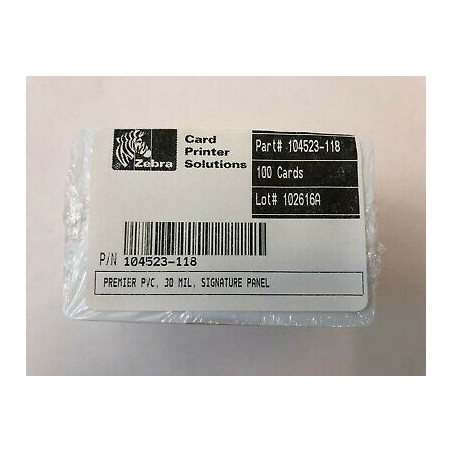 Zebra
Card
Printer
Solutions
Part# 104523-118
100 Cards
Lot# 102616A
P/N 104523-118
PREMIER PVC, 30 MIL, SIGNATURE PANEL